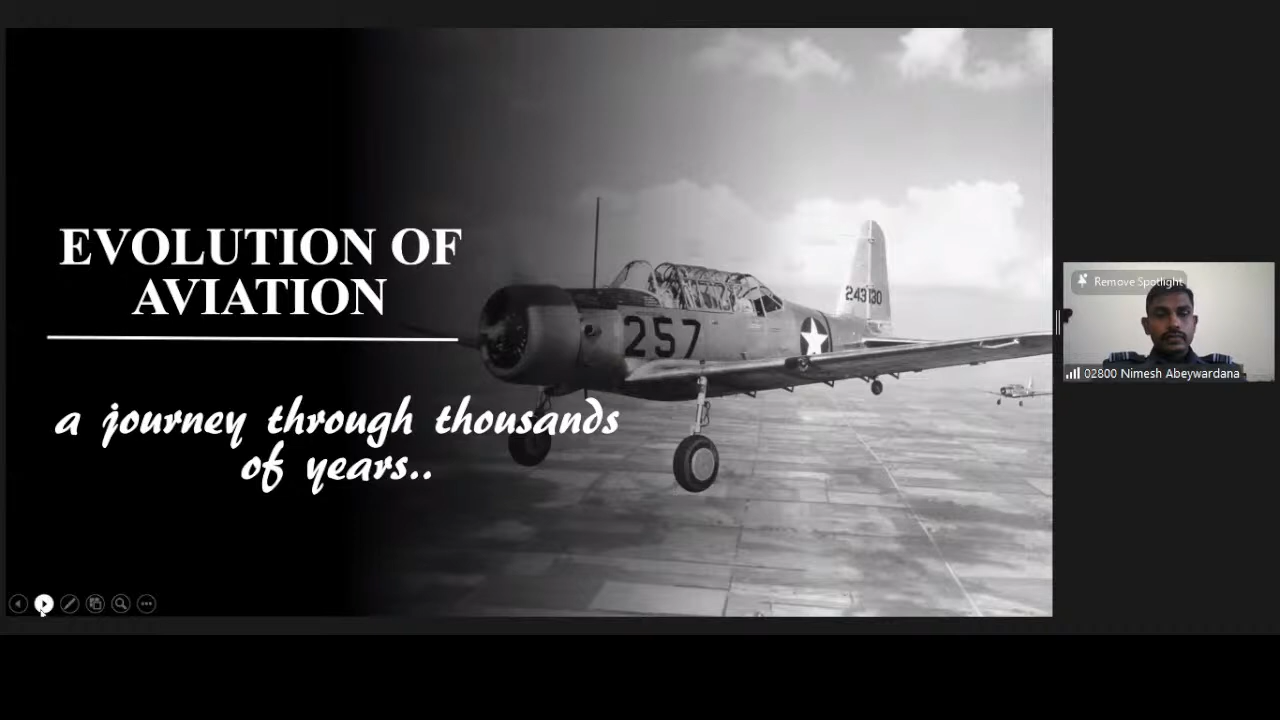 EVOLUTION OF
AVIATION
a journey through thousands
of years..
257
243130
Remove Spotlight
02800 Nimesh Abeywardana